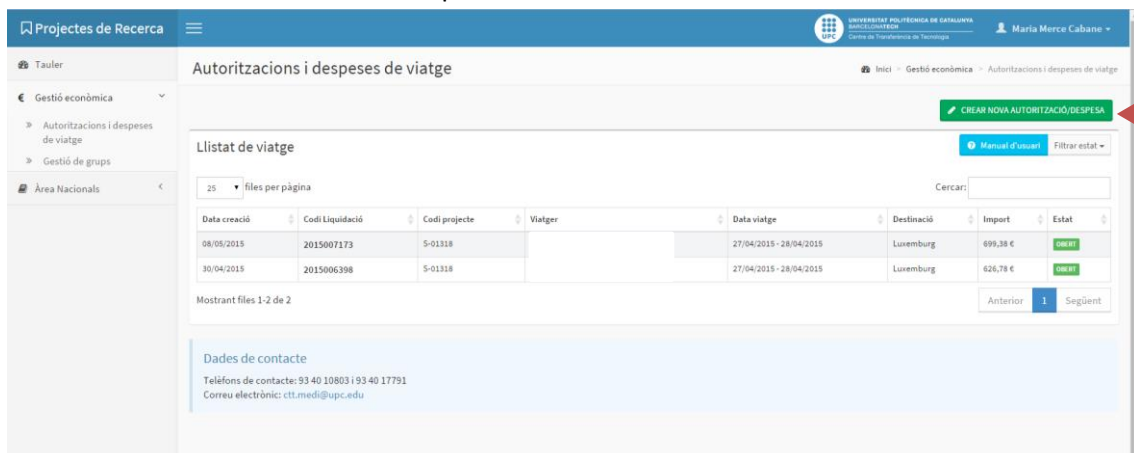 Projectes de Recerca
UNIVERSITAT POLITÈCNICA DE CATALUNYA
BARCELONATECH
Centre de Transferència de Tecnologia
UPC
Maria Merce Cabane
Tauler
Gestió econòmica
Autoritzacions i despeses
de viatge
Gestió de grups
Àrea Nacionals
Autoritzacions i despeses de viatge
Inici > Gestió econòmica > Autoritzacions i despeses de viatge
CREAR NOVA AUTORITZACIÓ/DESPESA
Llistat de viatge
Manual d'usuari Filtrar estat
25 files per pàgina
Cercar:
Data creació Codi Liquidació Codi projecte Viatger Data viatge Destinació Import Estat
08/05/2015 2015007173 S-01318 27/04/2015 - 28/04/2015 Luxemburg 699,38 € OBERT
30/04/2015 2015006398 S-01318 27/04/2015 - 28/04/2015 Luxemburg 626,78 € OBERT
Mostrant files 1-2 de 2
Anterior 1 Següent
Dades de contacte
Telèfons de contacte: 93 40 10803 i 93 40 17791
Correu electrònic: ctt.medi@upc.edu